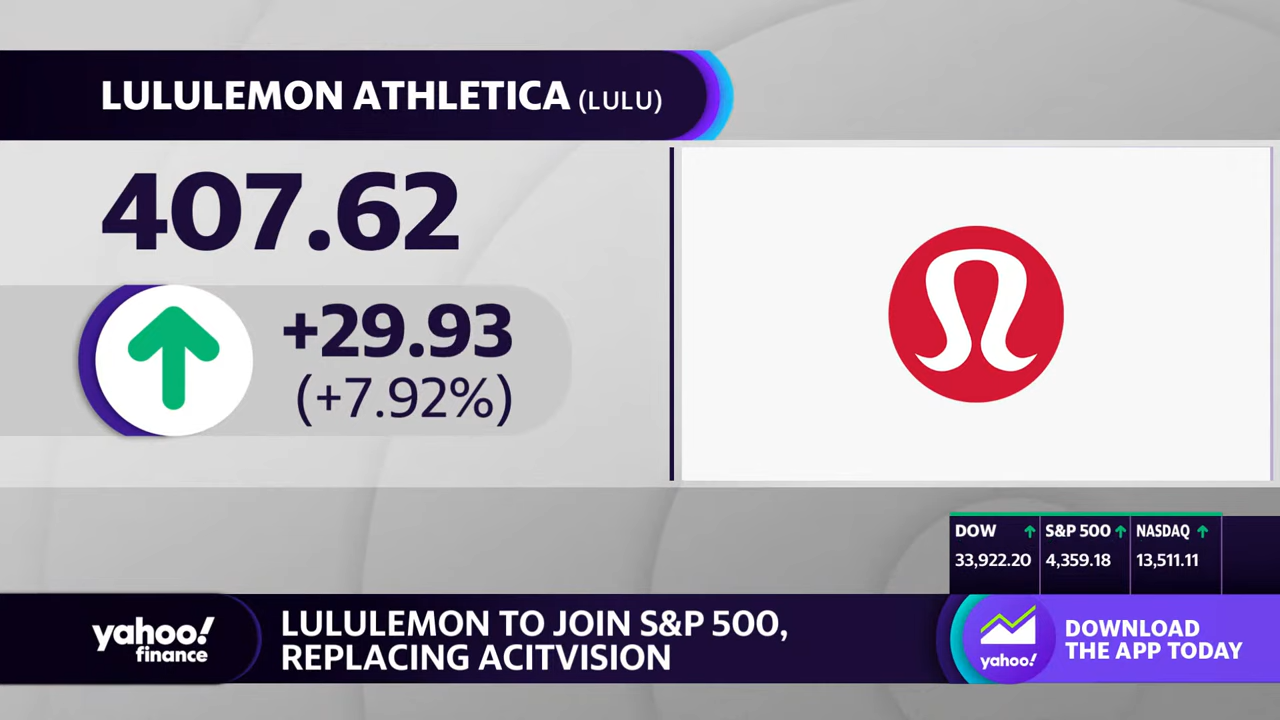 LULULEMON ATHLETICA (LULU)
407.62
+29.93
(+7.92%)
DOW
33,922.20
S&P 500
4,359.18
NASDAQ
13,511.11
yahoo!
finance
LULULEMON TO JOIN S&P 500,
REPLACING ACITVISION
yahoo!
DOWNLOAD
THE APP TODAY